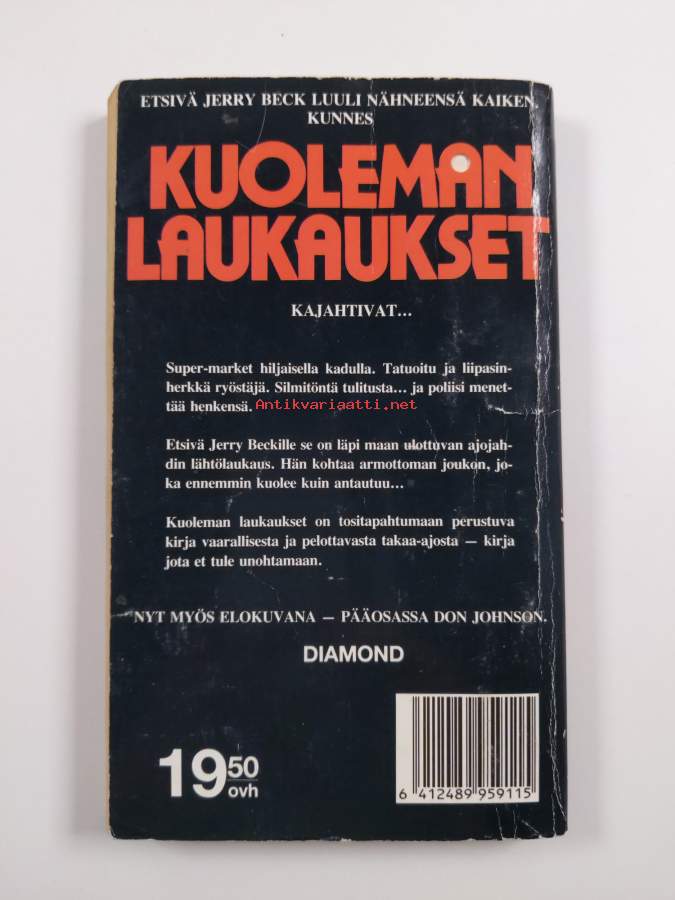 ETSIVÄ JERRY BECK LUULI NÄHNEENSÄ KAIKEN
KUNNES
KUOLEMAN
LAUKAUKSET
KAJAHTIVAT...
Super-market hiljaisella kadulla. Tatuoitu ja liipasin-
herkkä ryöstäjä. Silmitöntä tulitusta... ja poliisi menet-
tää henkensä.
Antikvariaatti.net
Etsivä Jerry Beckille se on läpi maan ulottuvan ajojah-
din lähtölaukaus. Hän kohtaa armottoman joukon, jo-
ka ennemmin kuolee kuin antautuu...
Kuoleman laukaukset on tositapahtumaan perustuva
kirja vaarallisesta ja pelottavasta takaa-ajosta — kirja
jota et tule unohtamaan.
NYT MYÖS ELOKUVANA — PÄÄOSASSA DON JOHNSON.
DIAMOND
19 50
ovh
6 412489 959115